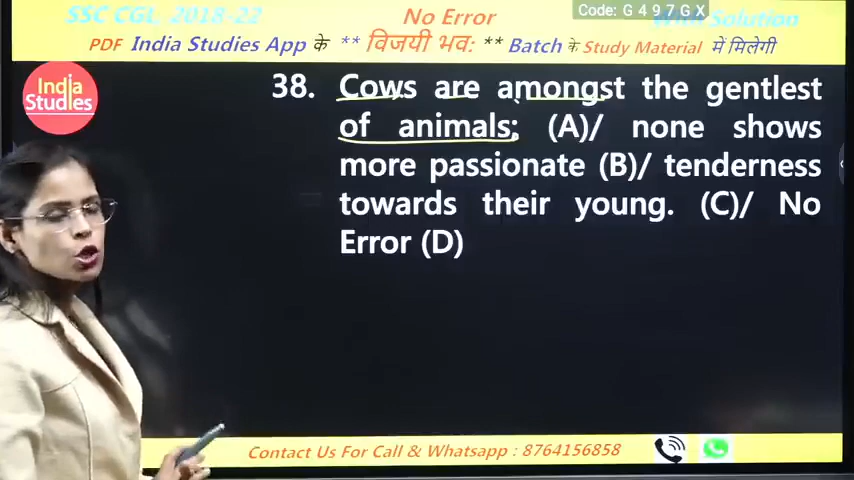 SSC CGL 2018-22
No Error
Code: G 4 9 7 G X
With Solution
PDF India Studies App के ** विजयी भव: ** Batch के Study Material में मिलेगी
India
Studies
38. Cows are amongst the gentlest
of animals; (A)/ none shows
more passionate (B)/ tenderness
towards their young. (C)/ No
Error (D)
Contact Us For Call & Whatsapp : 8764156858